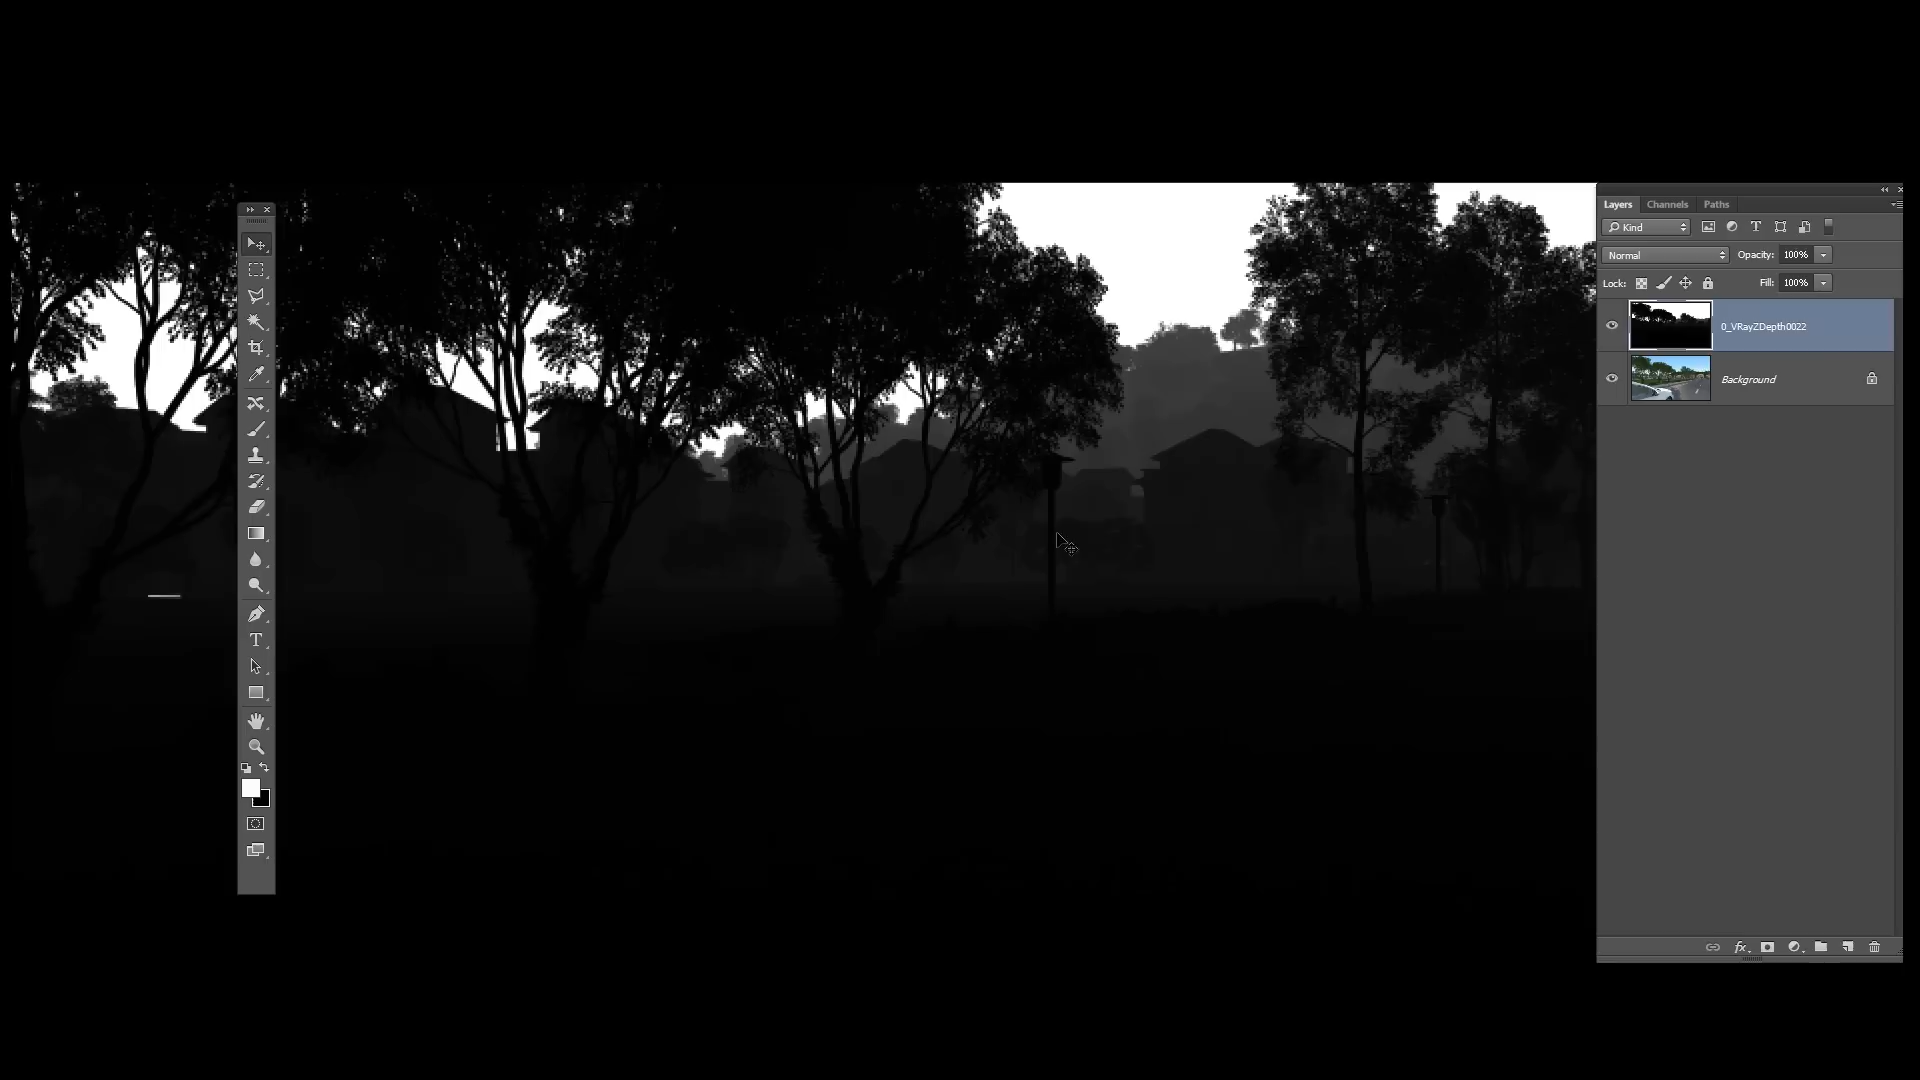 Layers Channels Paths
Kind
Normal Opacity: 100%
Lock: Fill: 100%
0_VRayZDepth0022
Background